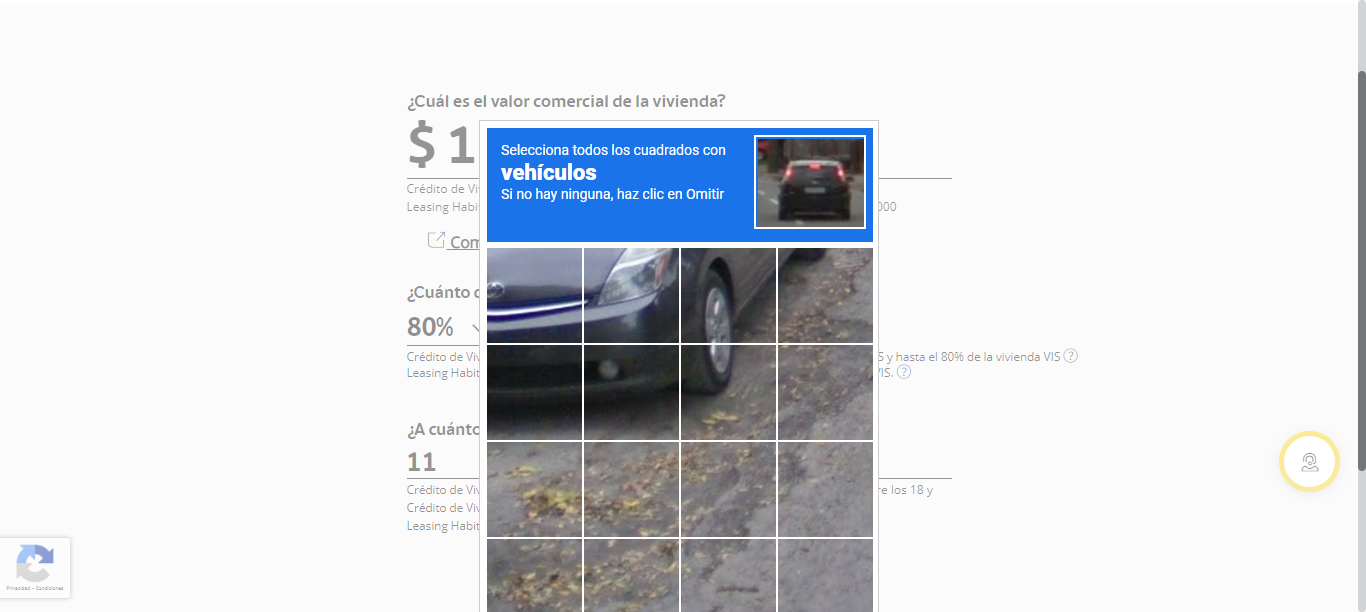 ¿Cuál es el valor comercial de la vivienda?
$ 1
Selecciona todos los cuadrados con
vehículos
Si no hay ninguna, haz clic en Omitir
Crédito de Vi
Leasing Habi
000
Com
¿Cuánto
80%
Crédito de Viv
S y hasta el 80% de la vivienda VIS ?
Leasing Habit
VIS. ?
¿A cuánto
11
Crédito de Viv
re los 18 y
Crédito de Viv
Leasing Habit
Privacidad - Condiciones